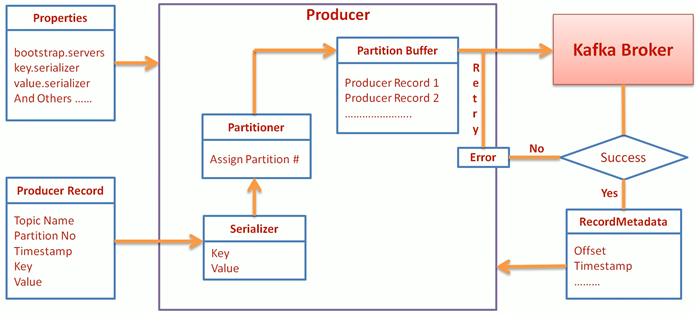 Properties
bootstrap.servers
key.serializer
value.serializer
And Others ......
Producer Record
Topic Name
Partition No
Timestamp
Key
Value
Producer
Partitioner
Assign Partition #
Serializer
Key
Value
Partition Buffer
Producer Record 1
Producer Record 2
........................
Retry
Error
Kafka Broker
No
Success
Yes
RecordMetadata
Offset
Timestamp
.........